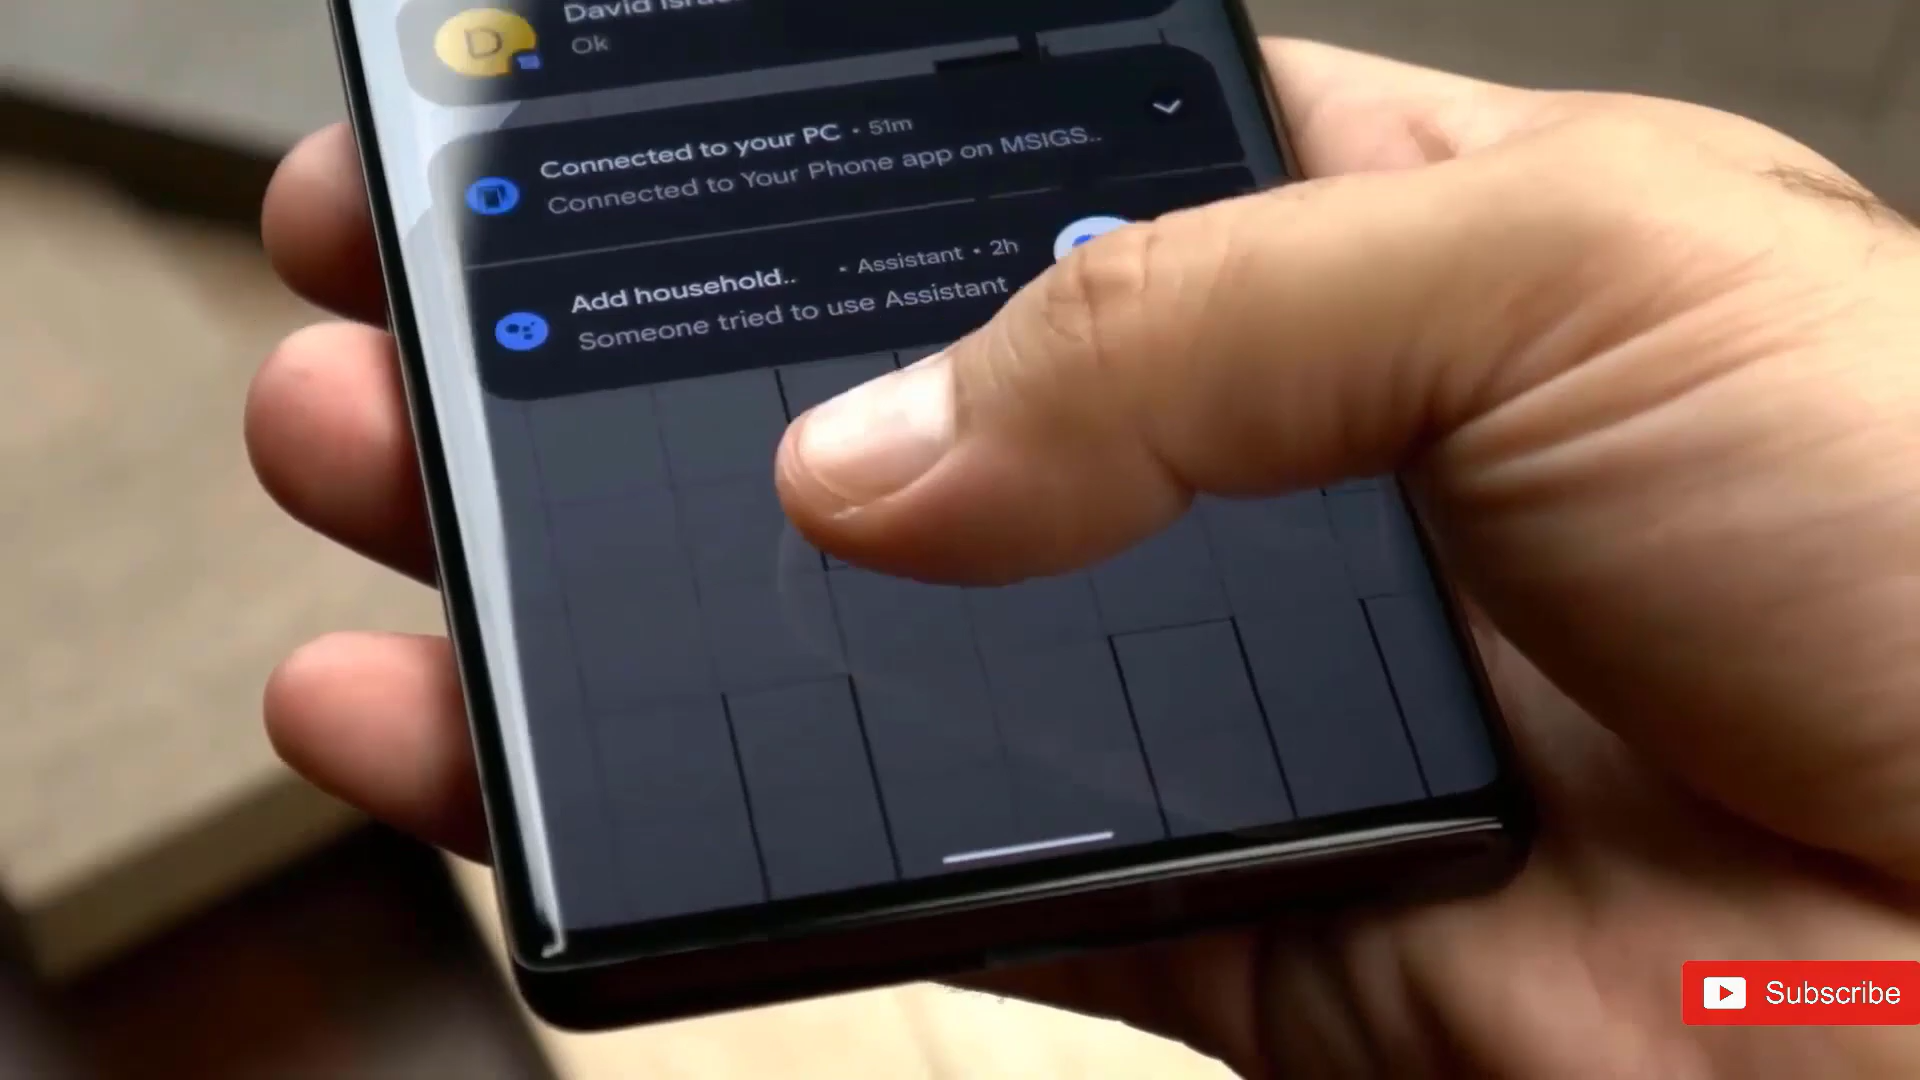 David
Ok
Connected to your PC • 51m
Connected to Your Phone app on MSIGS..
Add household.. • Assistant • 2h
Someone tried to use Assistant
D
Subscribe